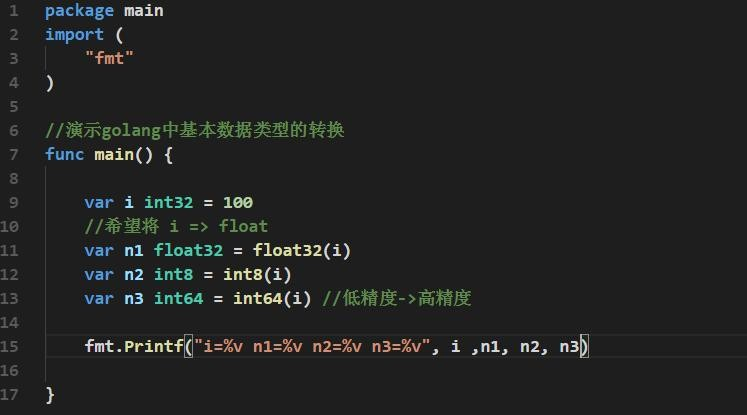 1 package main
2 import (
3     "fmt"
4 )
5
6 //演示golang中基本数据类型的转换
7 func main() {
8
9     var i int32 = 100
10     //希望将 i => float
11     var n1 float32 = float32(i)
12     var n2 int8 = int8(i)
13     var n3 int64 = int64(i) //低精度->高精度
14
15     fmt.Printf("i=%v n1=%v n2=%v n3=%v", i ,n1, n2, n3)
16
17 }